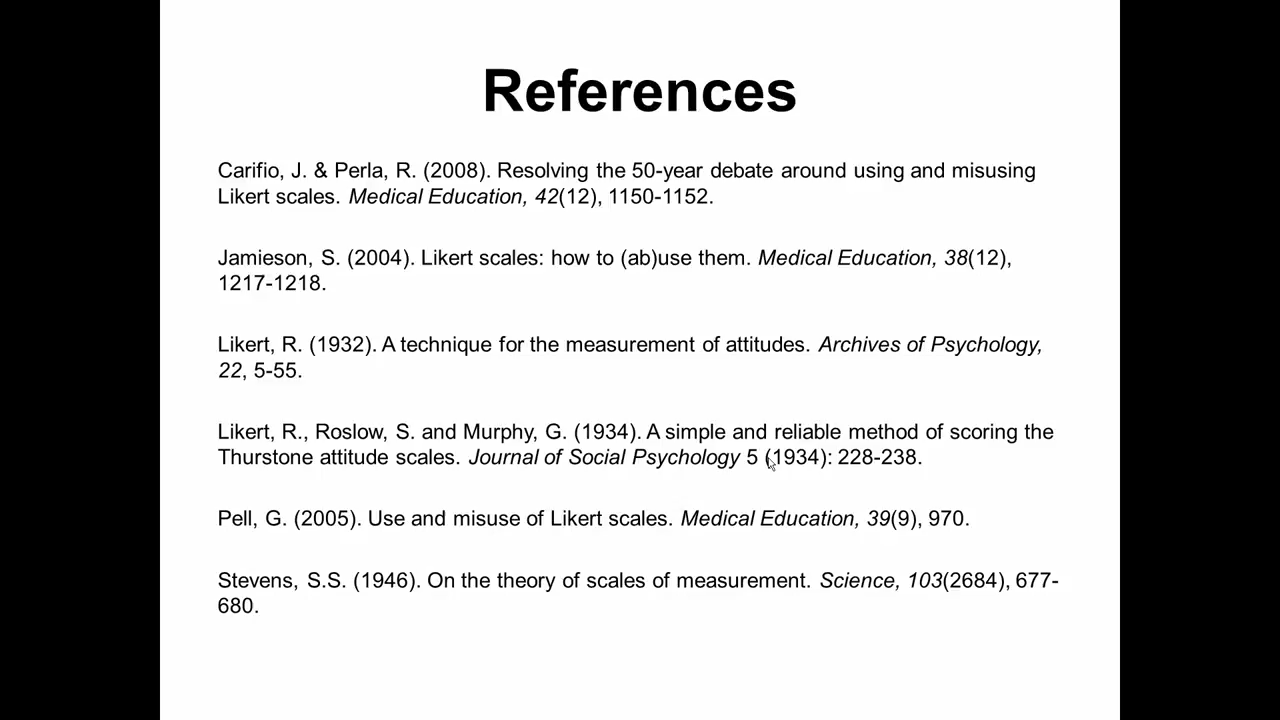 References
Carifio, J. & Perla, R. (2008). Resolving the 50-year debate around using and misusing
Likert scales. Medical Education, 42(12), 1150-1152.
Jamieson, S. (2004). Likert scales: how to (ab)use them. Medical Education, 38(12),
1217-1218.
Likert, R. (1932). A technique for the measurement of attitudes. Archives of Psychology,
22, 5-55.
Likert, R., Roslow, S. and Murphy, G. (1934). A simple and reliable method of scoring the
Thurstone attitude scales. Journal of Social Psychology 5 (1934): 228-238.
Pell, G. (2005). Use and misuse of Likert scales. Medical Education, 39(9), 970.
Stevens, S.S. (1946). On the theory of scales of measurement. Science, 103(2684), 677-
680.